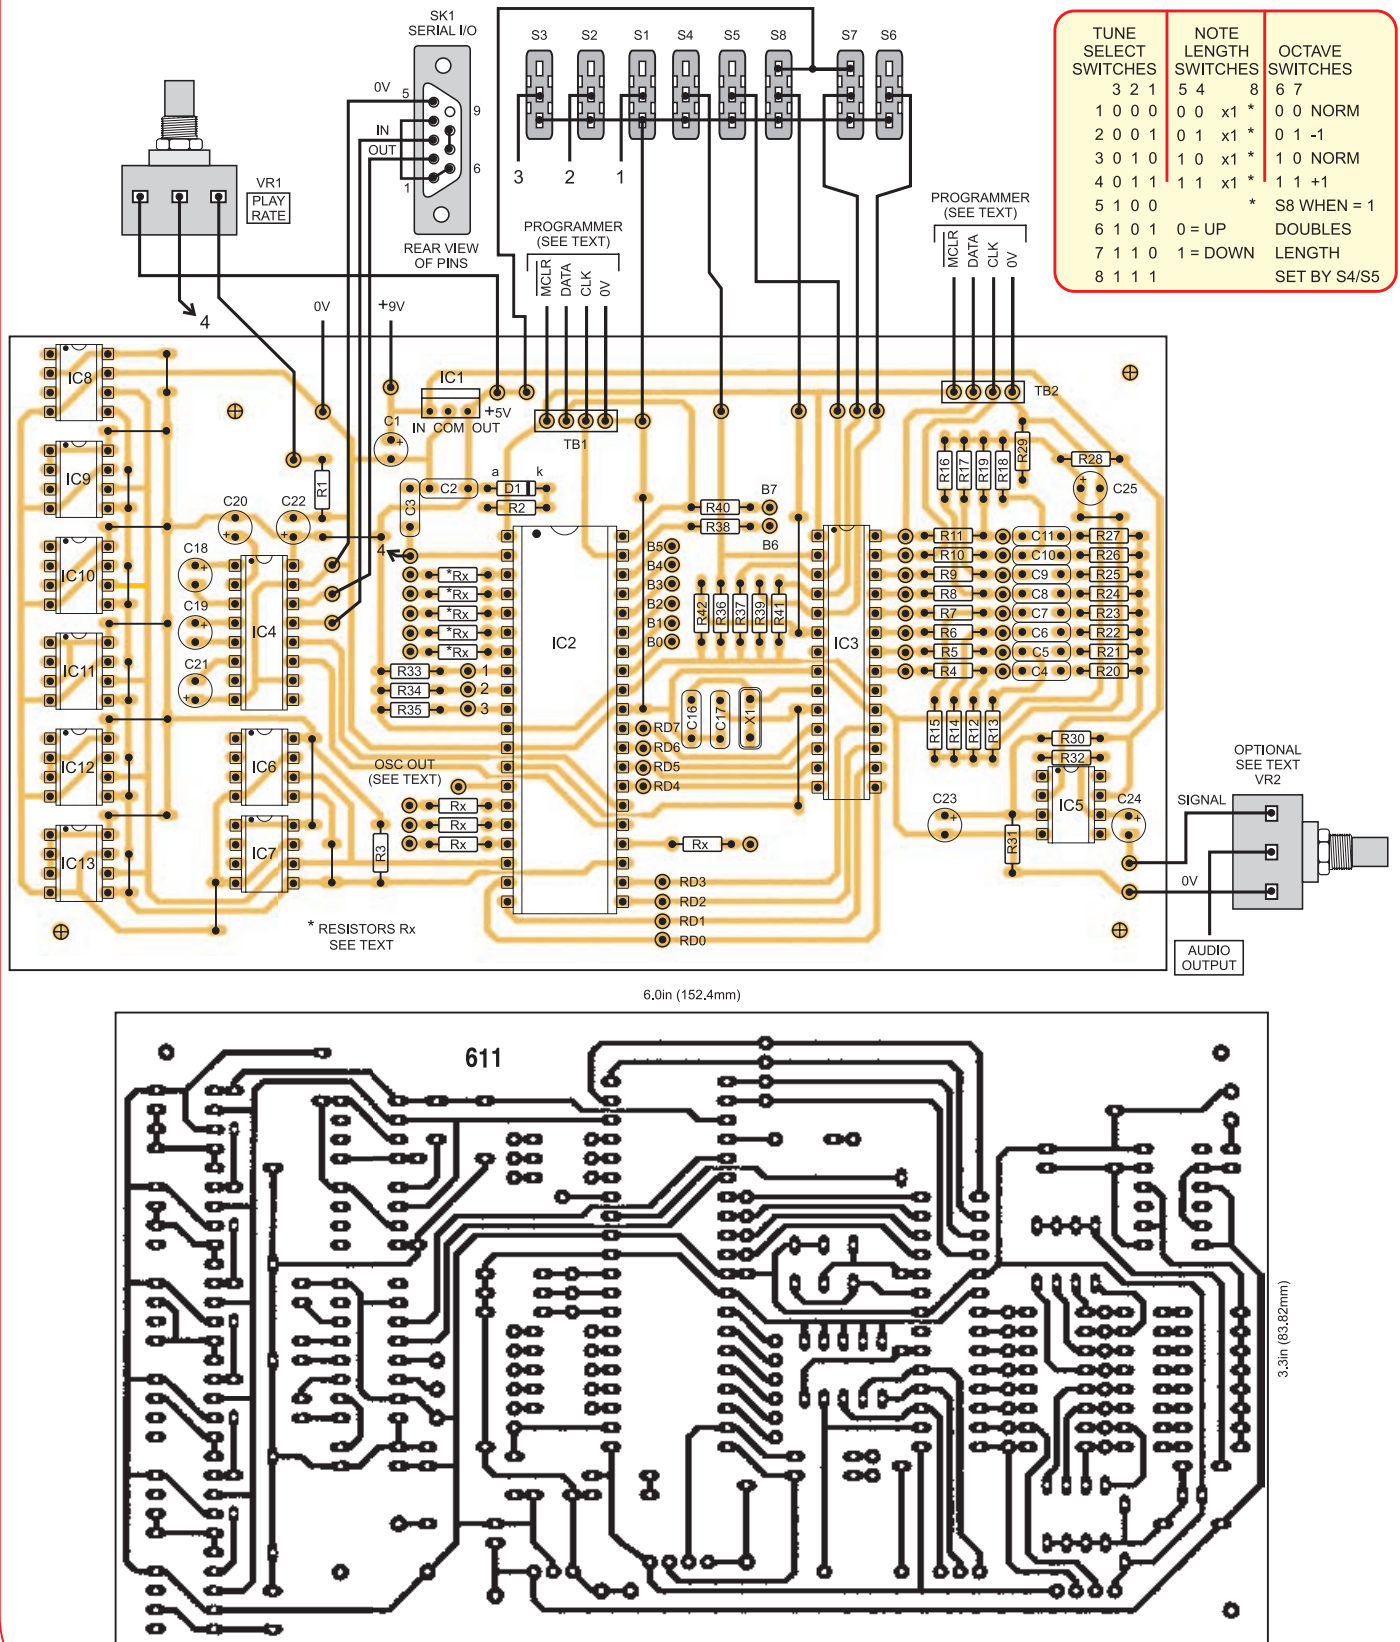 SK1
SERIAL I/O
S3 S2 S1 S4 S5 S8 S7 S6
0V 5
9
IN
OUT
6
1
3 2 1
VR1
PLAY
RATE
REAR VIEW
OF PINS
4
0V
+9V
PROGRAMMER
(SEE TEXT)
MCLR
DATA
CLK
0V
PROGRAMMER
(SEE TEXT)
MCLR
DATA
CLK
0V
TUNE SELECT SWITCHES
NOTE LENGTH SWITCHES
OCTAVE SWITCHES
3 2 1 5 4 8 6 7
1 0 0 0 0 0 x1 * 0 0 NORM
2 0 0 1 0 1 x1 * 0 1 -1
3 0 1 0 1 0 x1 * 1 0 NORM
4 0 1 1 1 1 x1 * 1 1 +1
5 1 0 0 * S8 WHEN = 1
6 1 0 1 0 = UP DOUBLES
7 1 1 0 1 = DOWN LENGTH
8 1 1 1 SET BY S4/S5
IC8
IC1
+5V
IN COM OUT
C1
+
TB1
TB2
IC9
R1
C2
C3
a D1 k
R2
C20
+
C22
+
R40
R38
B7
B6
R16
R17
R19
R18
R29
R28
C25
+
IC10
C18
+
C19
+
C21
+
IC4
4
*Rx
*Rx
*Rx
*Rx
*Rx
R33 1
R34 2
R35 3
IC2
B5
B4
B3
B2
B1
B0
R42
R36
R37
R39
R41
IC3
R11 C11 R27
R10 C10 R26
R9 C9 R25
R8 C8 R24
R7 C7 R23
R6 C6 R22
R5 C5 R21
R4 C4 R20
IC11
C16
C17
X1
RD7
RD6
RD5
RD4
R15
R14
R12
R13
R30
R32
IC12
IC6
OSC OUT
(SEE TEXT)
Rx
Rx
Rx
Rx
C23
+
R31
IC5
C24
+
OPTIONAL
SEE TEXT
VR2
SIGNAL
0V
AUDIO
OUTPUT
IC13
IC7
R3
RD3
RD2
RD1
RD0
* RESISTORS Rx
SEE TEXT
6.0in (152.4mm)
611
3.3in (83.82mm)